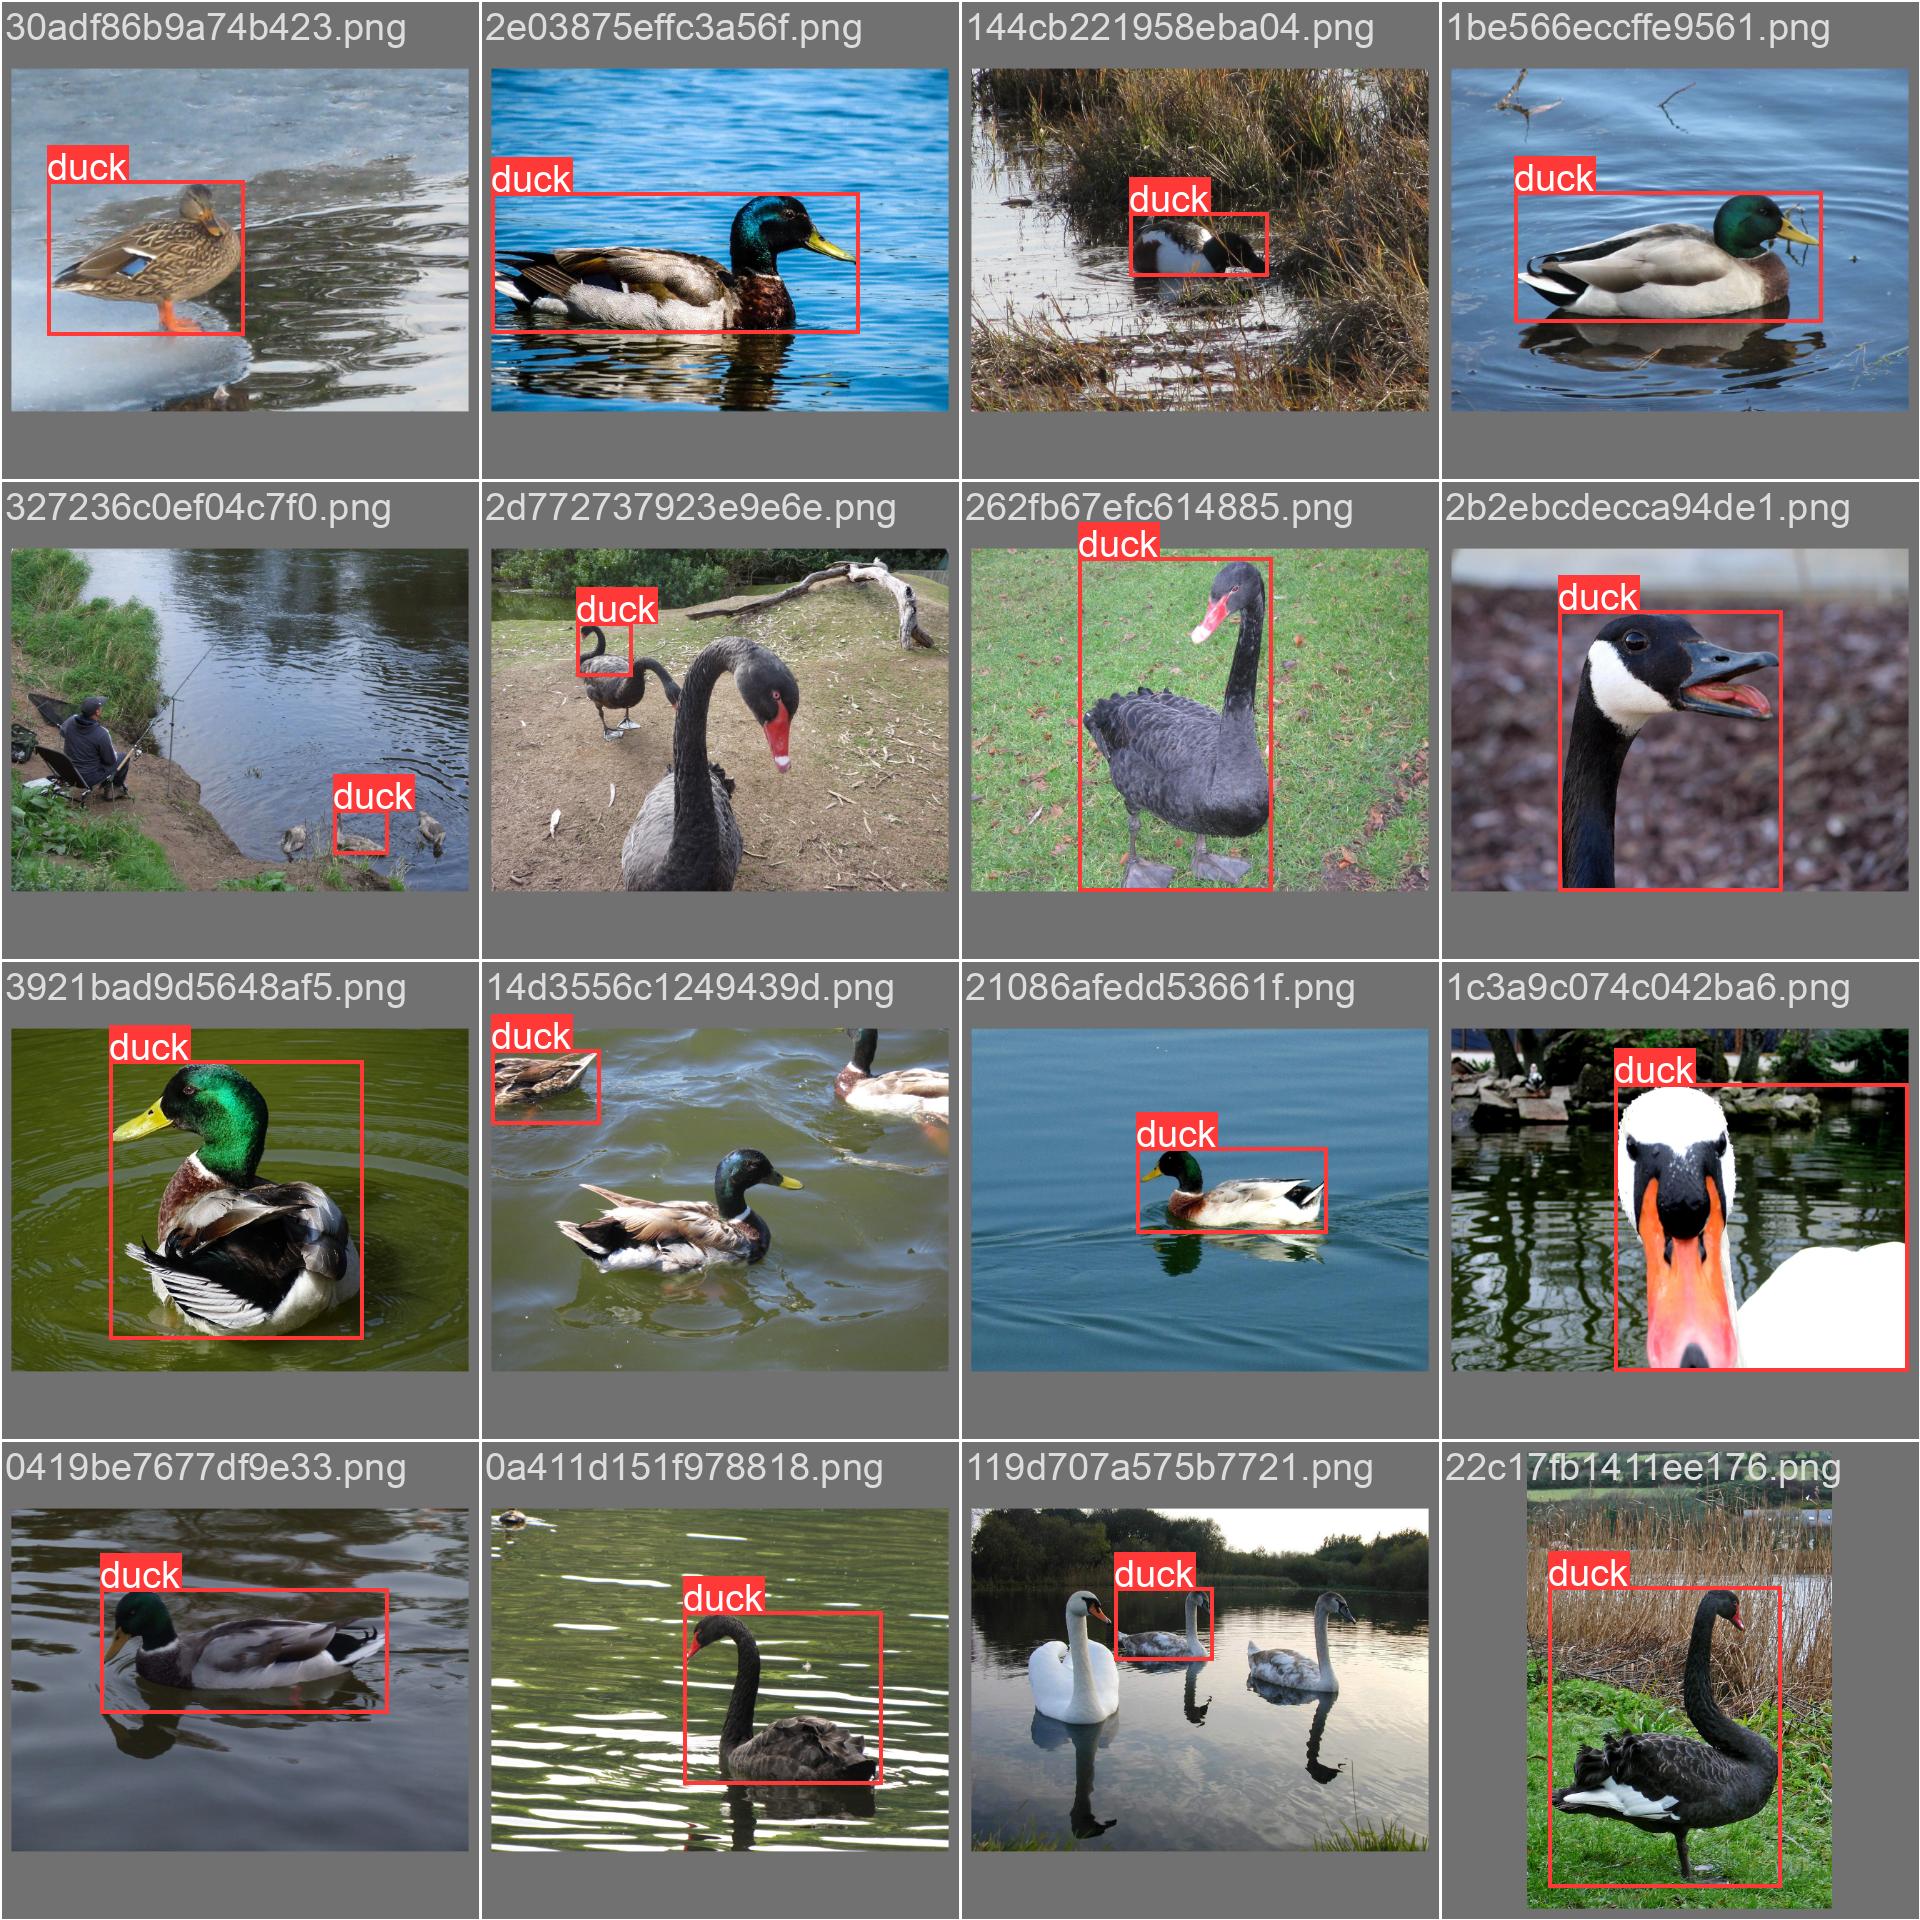 30adf86b9a74b423.png
2e03875effc3a56f.png
144cb221958eba04.png
1be566eccffe9561.png
duck
duck
duck
duck
327236c0ef04c7f0.png
2d772737923e9e6e.png
262fb67efc614885.png
2b2ebcdecca94de1.png
duck
duck
duck
duck
3921bad9d5648af5.png
14d3556c1249439d.png
21086afedd53661f.png
1c3a9c074c042ba6.png
duck
duck
duck
duck
0419be7677df9e33.png
0a411d151f978818.png
119d707a575b7721.png
22c17fb1411ee176.png
duck
duck
duck
duck